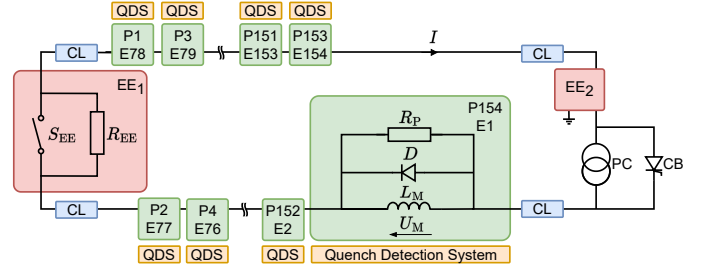 QDS QDS QDS QDS
P1 P3 P151 P153
E78 E79 E153 E154
I
CL CL
EE1
EE2
SEE REE
P154
E1
RP
D
LM
UM
PC CB
CL CL
P2 P4 P152
E77 E76 E2
QDS QDS QDS Quench Detection System